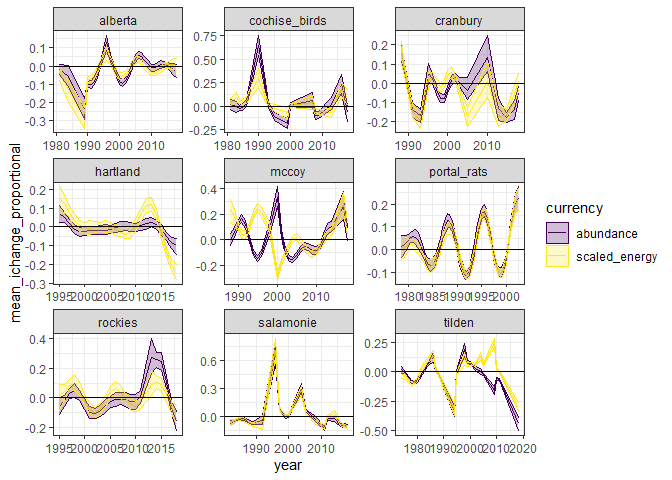 alberta cochise_birds cranbury
0.1
0.0
-0.1
-0.2
-0.3
0.75
0.50
0.25
0.00
-0.25
0.2
0.1
0.0
-0.1
-0.2
1980 1990 2000 2010
1980 1990 2000 2010
1990 2000 2010
hartland mccoy portal_rats
0.2
0.1
0.0
-0.1
-0.2
-0.3
0.4
0.2
0.0
-0.2
0.2
0.1
0.0
-0.1
1995 2000 2005 2010 2015
1990 2000 2010
1980 1985 1990 1995 2000
rockies salamonie tilden
0.4
0.2
0.0
-0.2
0.6
0.3
0.0
0.25
0.00
-0.25
-0.50
1995 2000 2005 2010 2015
1990 2000 2010
1980 1990 2000 2010 2020
mean_ichange_proportional
year
currency
abundance
scaled_energy